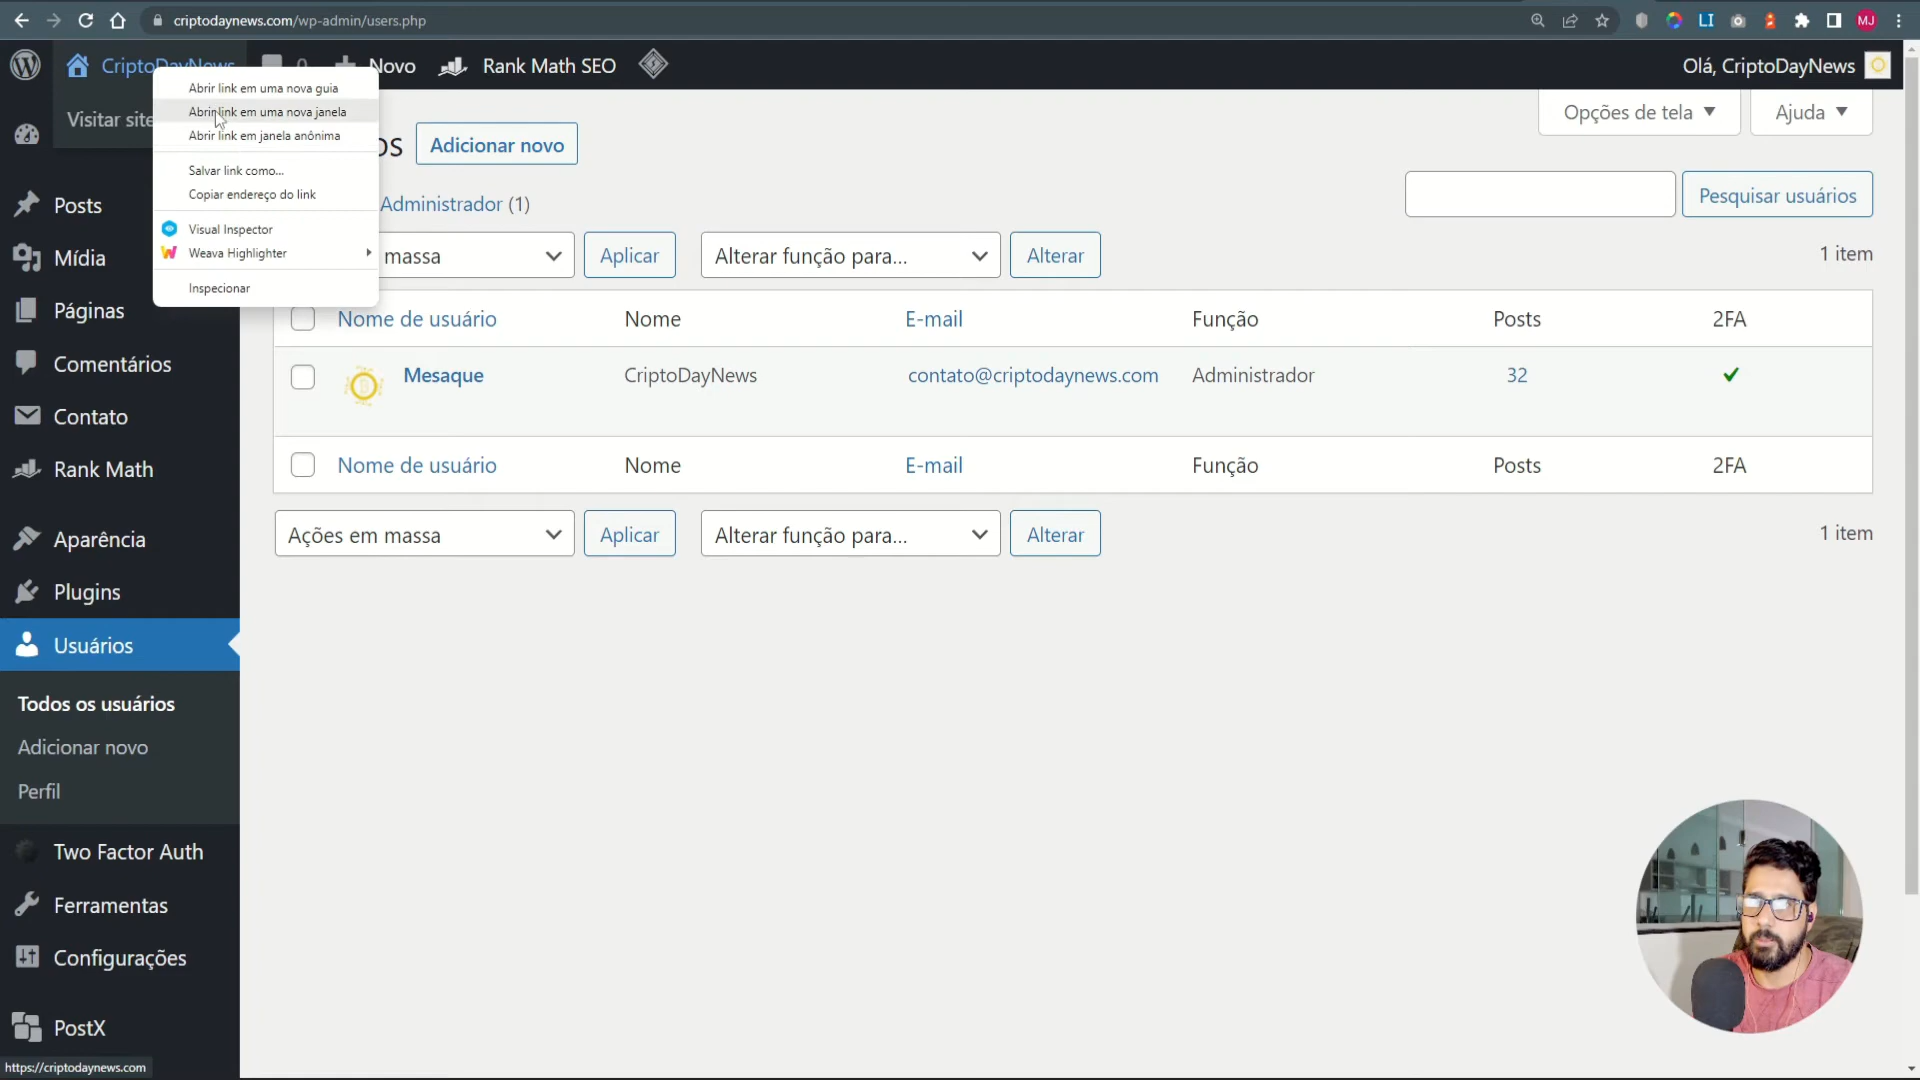 criptodaynews.com/wp-admin/users.php
LI
MJ
CriptoDayNews
0
Novo
Rank Math SEO
Olá, CriptoDayNews
Visitar site
Abrir link em uma nova guia
Abrir link em uma nova janela
Abrir link em janela anônima
Salvar link como...
Copiar endereço do link
Visual Inspector
Weava Highlighter
Inspecionar
Opções de tela
Ajuda
os
Adicionar novo
Administrador (1)
Pesquisar usuários
massa
Aplicar
Alterar função para...
Alterar
1 item
Nome de usuário
Nome
E-mail
Função
Posts
2FA
Mesaque
CriptoDayNews
contato@criptodaynews.com
Administrador
32
Nome de usuário
Nome
E-mail
Função
Posts
2FA
Ações em massa
Aplicar
Alterar função para...
Alterar
1 item
Posts
Mídia
Páginas
Comentários
Contato
Rank Math
Aparência
Plugins
Usuários
Todos os usuários
Adicionar novo
Perfil
Two Factor Auth
Ferramentas
Configurações
PostX
https://criptodaynews.com